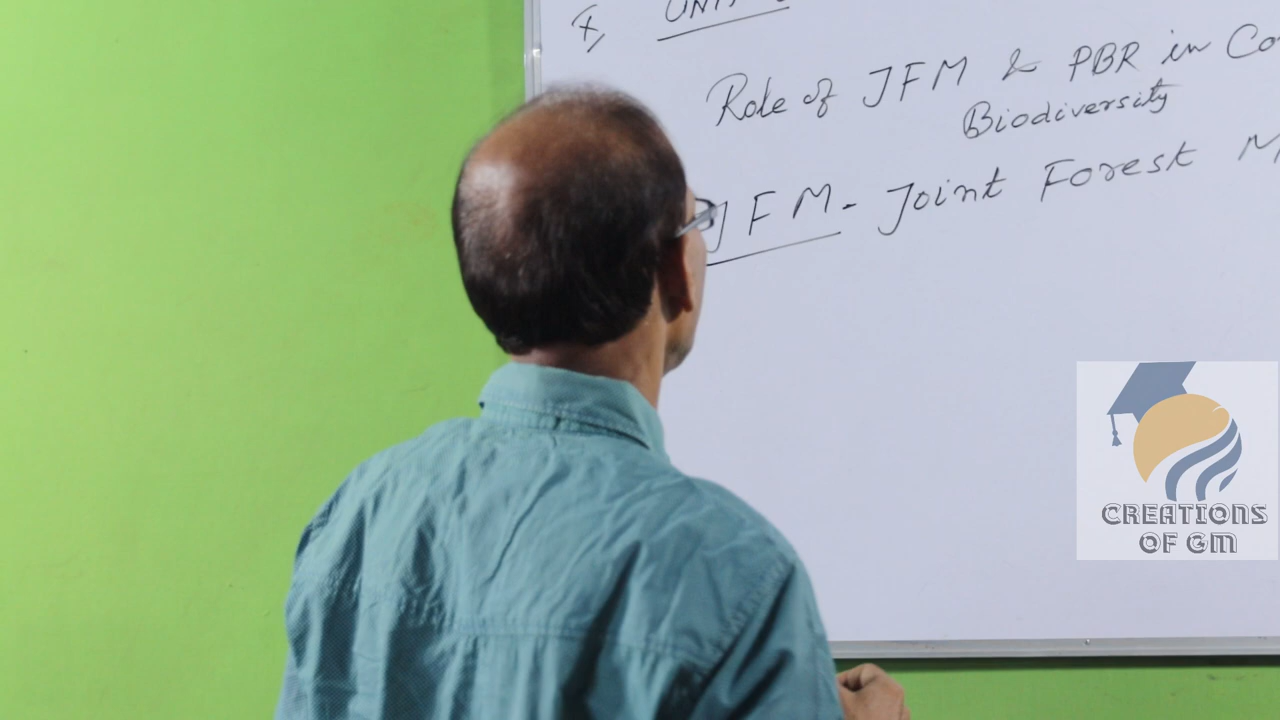 X,
Role of JFM & PBR in Co
Biodiversity
JFM - Joint Forest M
CREATIONS
OF GM